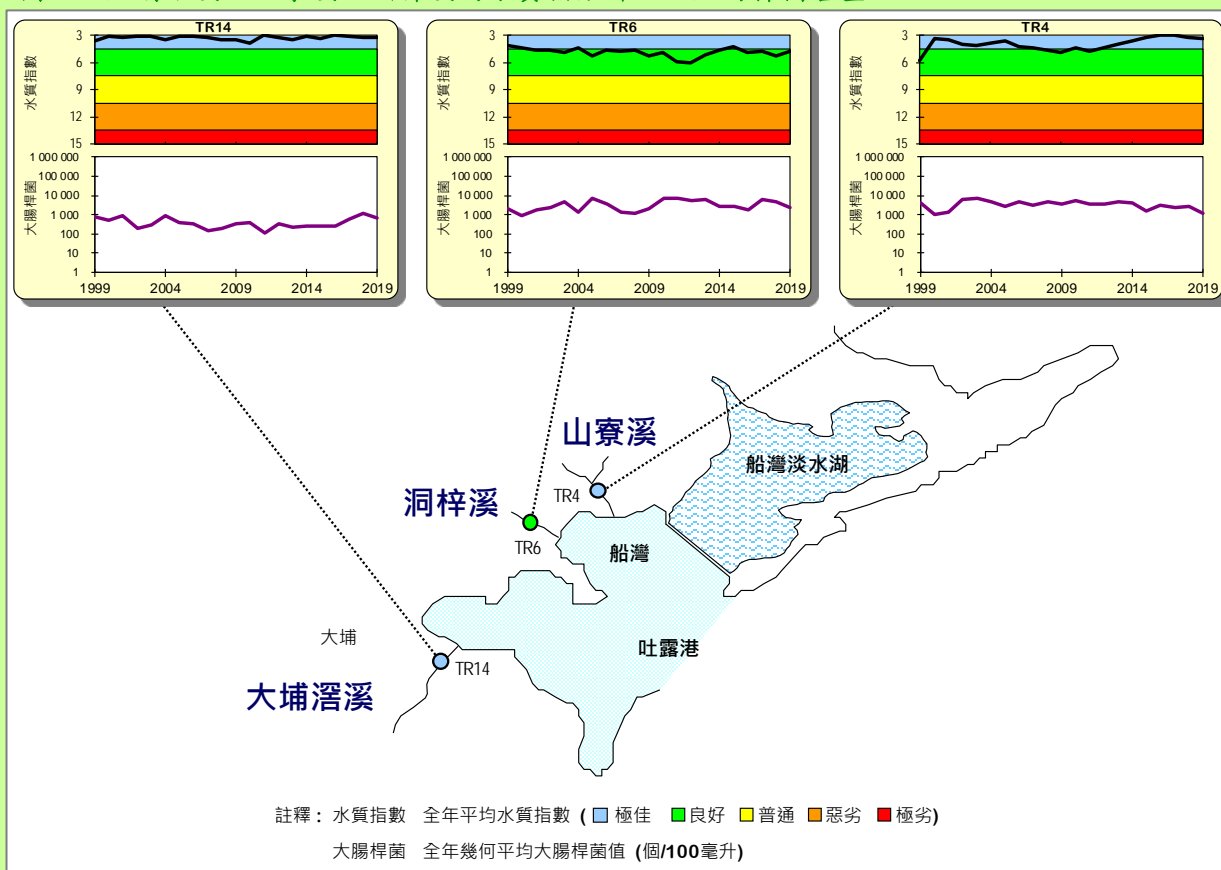 TR14
水質指數
3
6
9
12
15
大腸桿菌
1 000 000
100 000
10 000
1 000
100
10
1
1999 2004 2009 2014 2019
TR6
水質指數
3
6
9
12
15
大腸桿菌
1 000 000
100 000
10 000
1 000
100
10
1
1999 2004 2009 2014 2019
TR4
水質指數
3
6
9
12
15
大腸桿菌
1 000 000
100 000
10 000
1 000
100
10
1
1999 2004 2009 2014 2019
山寮溪
船灣淡水湖
TR4
洞梓溪
TR6
船灣
大埔
吐露港
TR14
大埔滘溪
註釋: 水質指數 全年平均水質指數 ( 極佳 良好 普通 惡劣 極劣)
大腸桿菌 全年幾何平均大腸桿菌值 (個/100毫升)